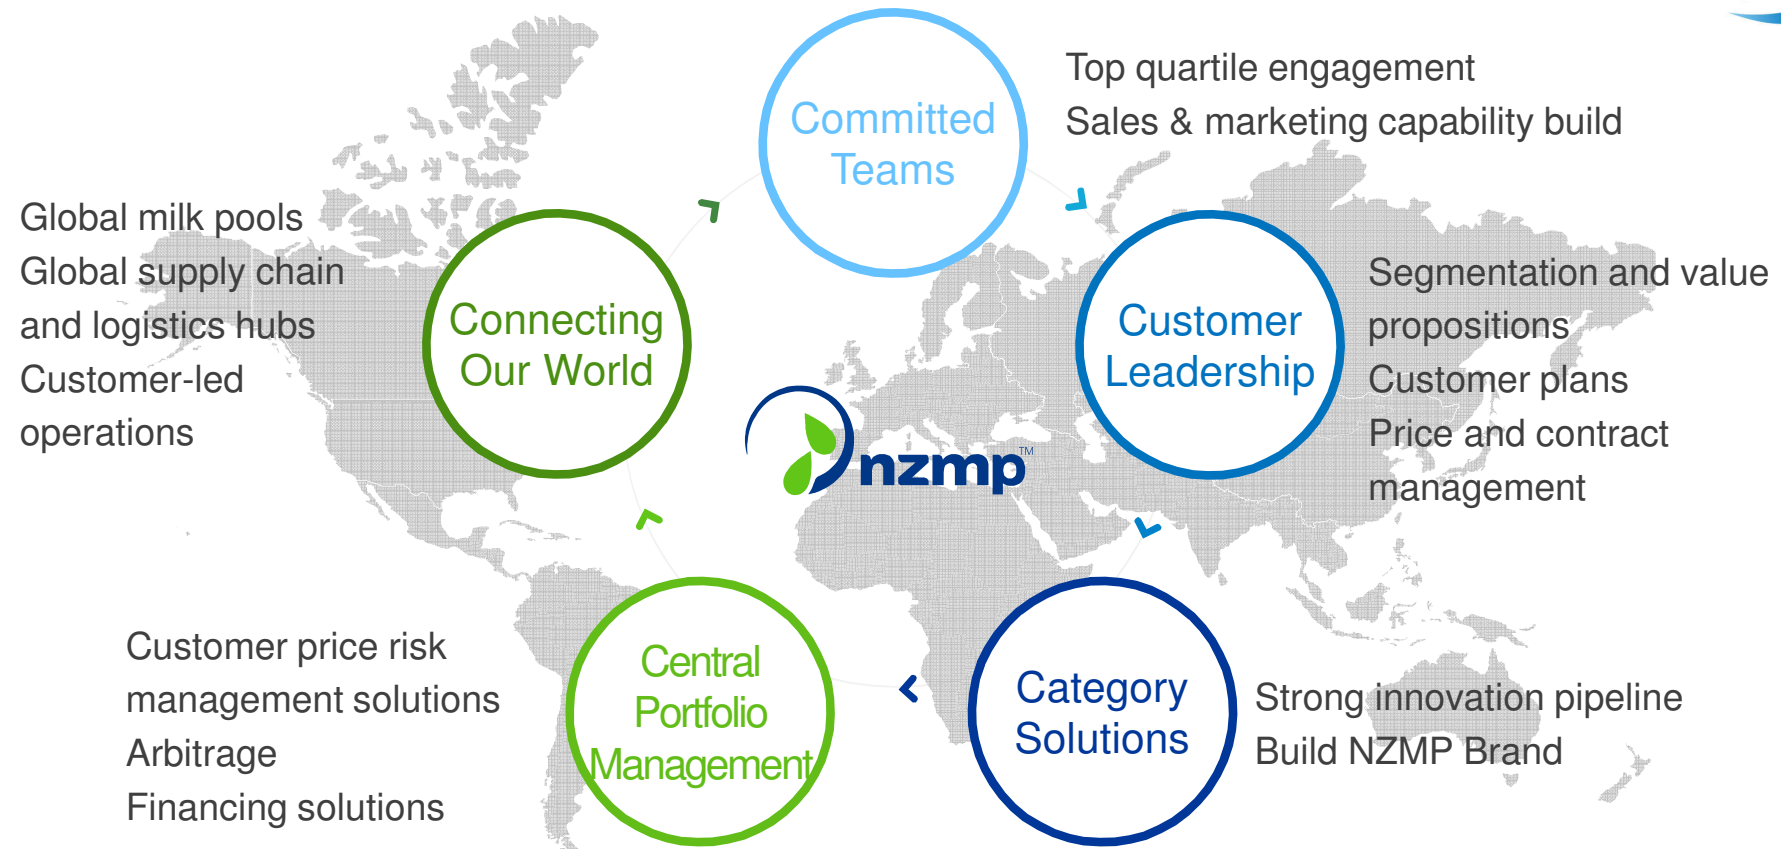 Committed
Teams
Top quartile engagement
Sales & marketing capability build
Customer
Leadership
Segmentation and value
propositions
Customer plans
Price and contract
management
Category
Solutions
Strong innovation pipeline
Build NZMP Brand
Central
Portfolio
Management
Customer price risk
management solutions
Arbitrage
Financing solutions
Connecting
Our World
Global milk pools
Global supply chain
and logistics hubs
Customer-led
operations
nzmp™